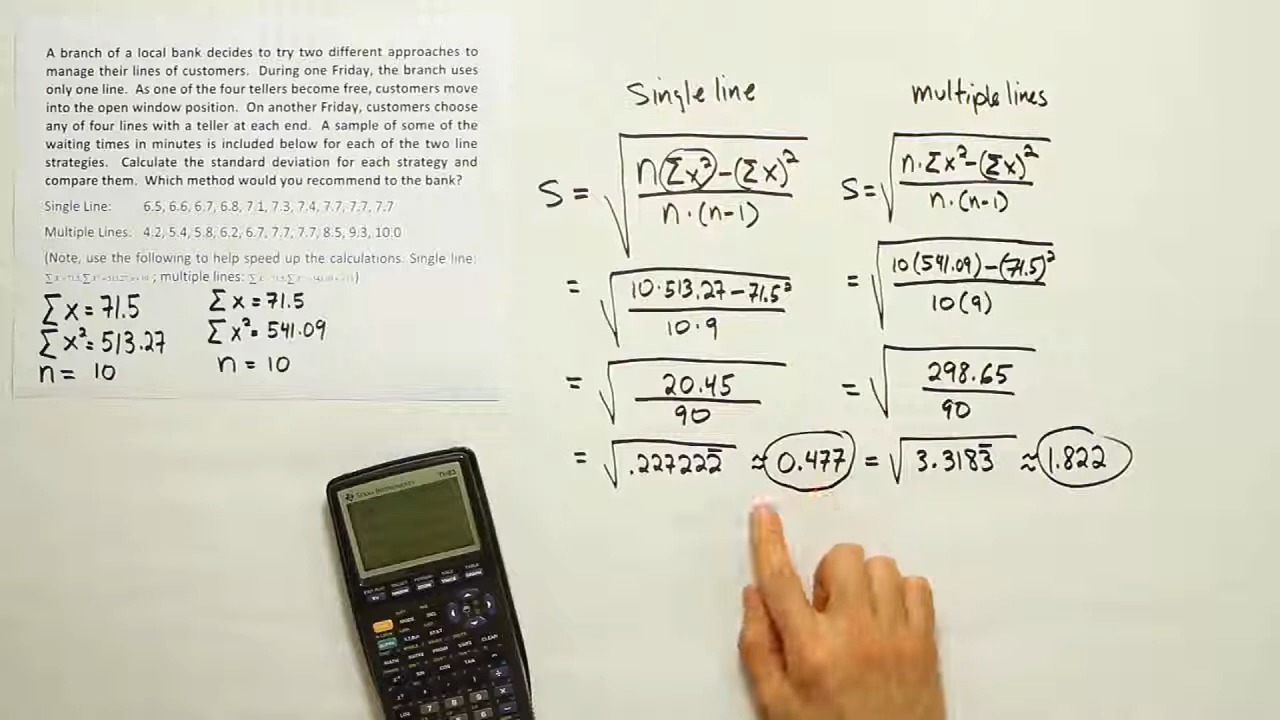 A branch of a local bank decides to try two different approaches to
manage their lines of customers. During one Friday, the branch uses
only one line. As one of the four tellers become free, customers move
into the open window position. On another Friday, customers choose
any of four lines with a teller at each end. A sample of some of the
waiting times in minutes is included below for each of the two line
strategies. Calculate the standard deviation for each strategy and
compare them. Which method would you recommend to the bank?
Single Line: 6.5, 6.6, 6.7, 6.8, 7.1, 7.3, 7.4, 7.7, 7.7, 7.7
Multiple Lines: 4.2, 5.4, 5.8, 6.2, 6.7, 7.7, 7.7, 8.5, 9.3, 10.0
(Note, use the following to help speed up the calculations. Single line:
; multiple lines:
∑x = 71.5
∑x² = 513.27
n = 10
∑x = 71.5
∑x² = 541.09
n = 10
Single line
S = √(n(∑x²) − (∑x)² / n·(n−1))
= √(10·513.27 − 71.5² / 10·9)
= √(20.45 / 90)
= √.227222̅ ≈ 0.477
multiple lines
S = √(n·∑x² − (∑x)² / n·(n−1))
= √(10(541.09) − (71.5)² / 10(9))
= √(298.65 / 90)
= √3.3183̅ ≈ 1.822
TEXAS INSTRUMENTS TI-83